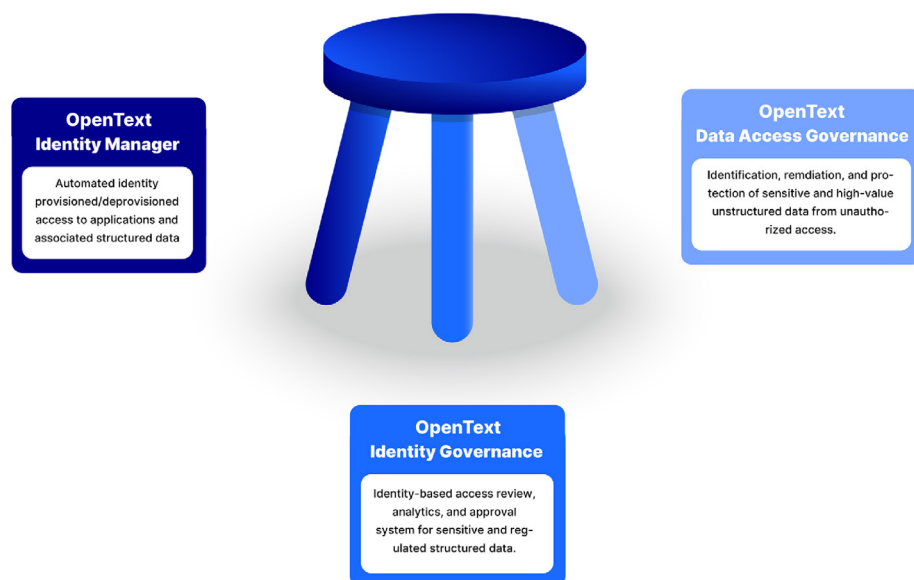 OpenText
Identity Manager
Automated identity
provisioned/deprovisioned
access to applications and
associated structured data
OpenText
Data Access Governance
Identification, remdiation, and pro-
tection of sensitive and high-value
unstructured data from unautho-
rized access.
OpenText
Identity Governance
Identity-based access review,
analytics, and approval
system for sensitive and reg-
ulated structured data.